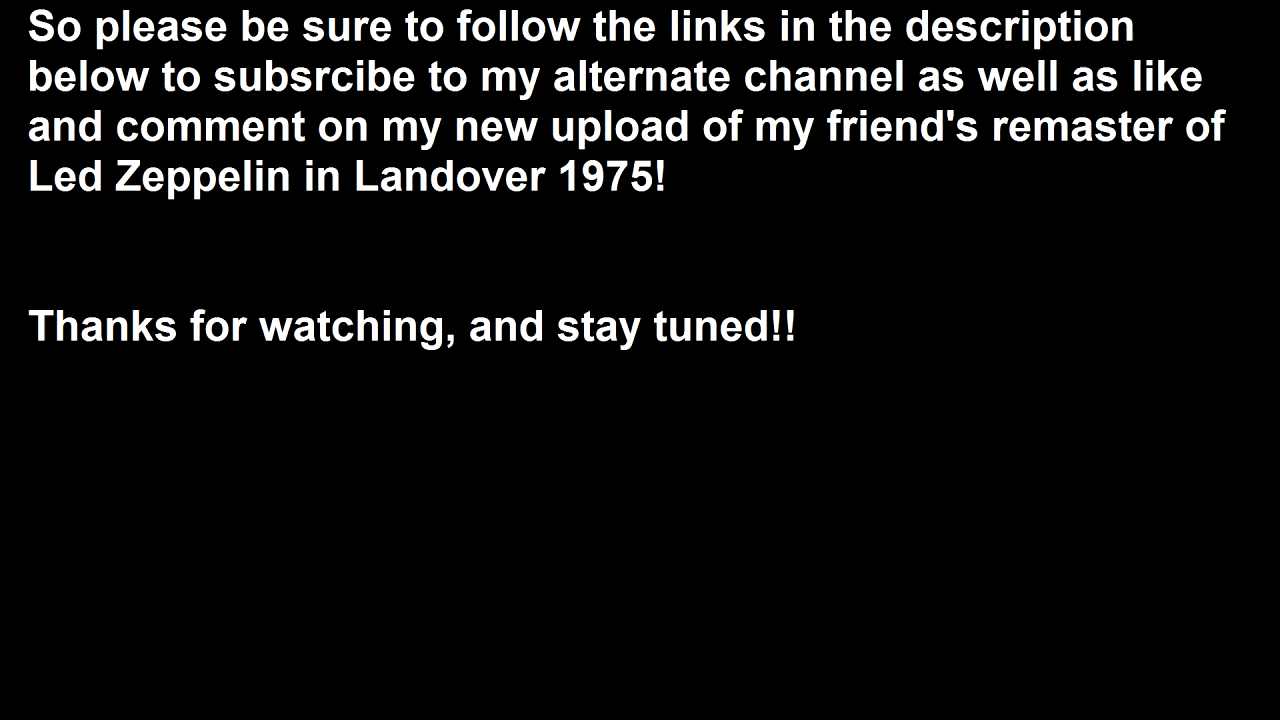 So please be sure to follow the links in the description
below to subsrcibe to my alternate channel as well as like
and comment on my new upload of my friend's remaster of
Led Zeppelin in Landover 1975!
Thanks for watching, and stay tuned!!